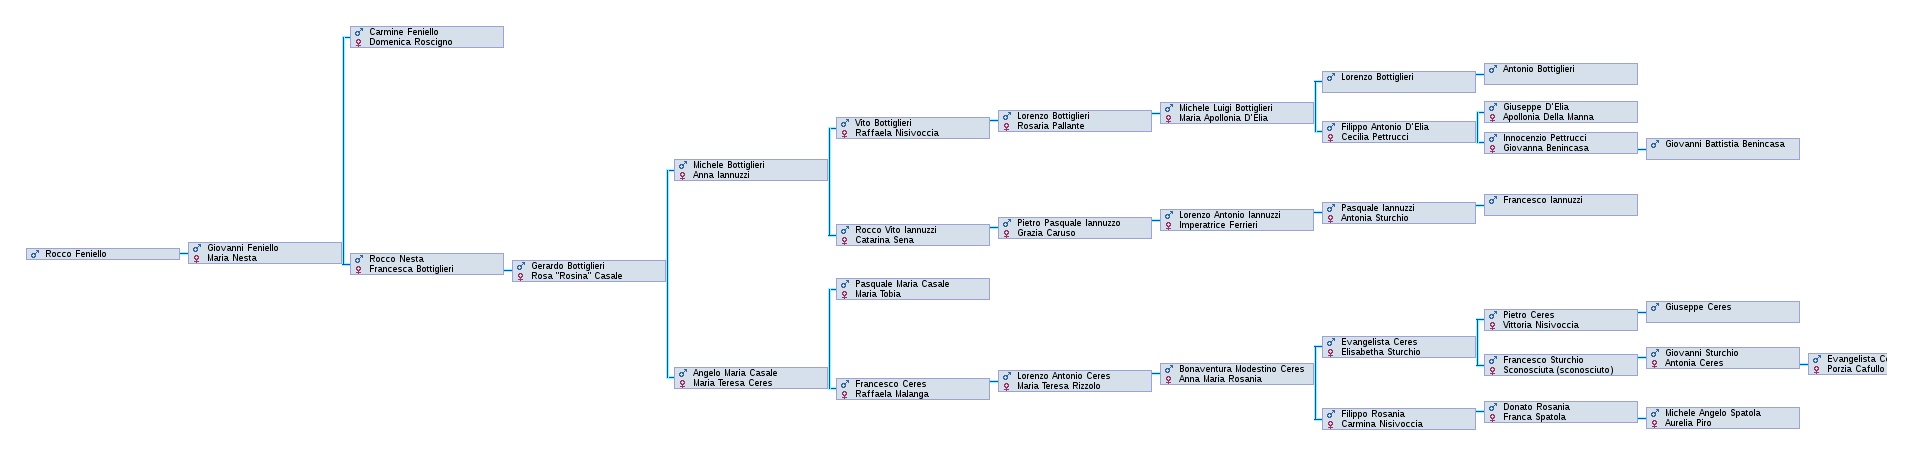 Rocco Feniello
Giovanni Feniello
Maria Nesta
Carmine Feniello
Domenica Roscigno
Rocco Nesta
Francesca Bottiglieri
Gerardo Bottiglieri
Rosa "Rosina" Casale
Michele Bottiglieri
Anna Iannuzzi
Angelo Maria Casale
Maria Teresa Ceres
Vito Bottiglieri
Raffaela Nisivoccia
Rocco Vito Iannuzzi
Catarina Sena
Pasquale Maria Casale
Maria Tobia
Francesco Ceres
Raffaela Malanga
Lorenzo Bottiglieri
Rosaria Pallante
Pietro Pasquale Iannuzzo
Grazia Caruso
Lorenzo Antonio Ceres
Maria Teresa Rizzolo
Michele Luigi Bottiglieri
Maria Apollonia D'Elia
Lorenzo Antonio Iannuzzi
Imperatrice Ferrieri
Bonaventura Modestino Ceres
Anna Maria Rosania
Lorenzo Bottiglieri
Filippo Antonio D'Elia
Cecilia Pettrucci
Pasquale Iannuzzi
Antonia Sturchio
Evangelista Ceres
Elisabetha Sturchio
Filippo Rosania
Carmina Nisivoccia
Antonio Bottiglieri
Giuseppe D'Elia
Apollonia Della Manna
Innocenzio Pettrucci
Giovanna Benincasa
Francesco Iannuzzi
Pietro Ceres
Vittoria Nisivoccia
Francesco Sturchio
Sconosciuta (sconosciuto)
Donato Rosania
Franca Spatola
Giovanni Battistia Benincasa
Giuseppe Ceres
Giovanni Sturchio
Antonia Ceres
Michele Angelo Spatola
Aurelia Piro
Evangelista
Porzia Cafullo